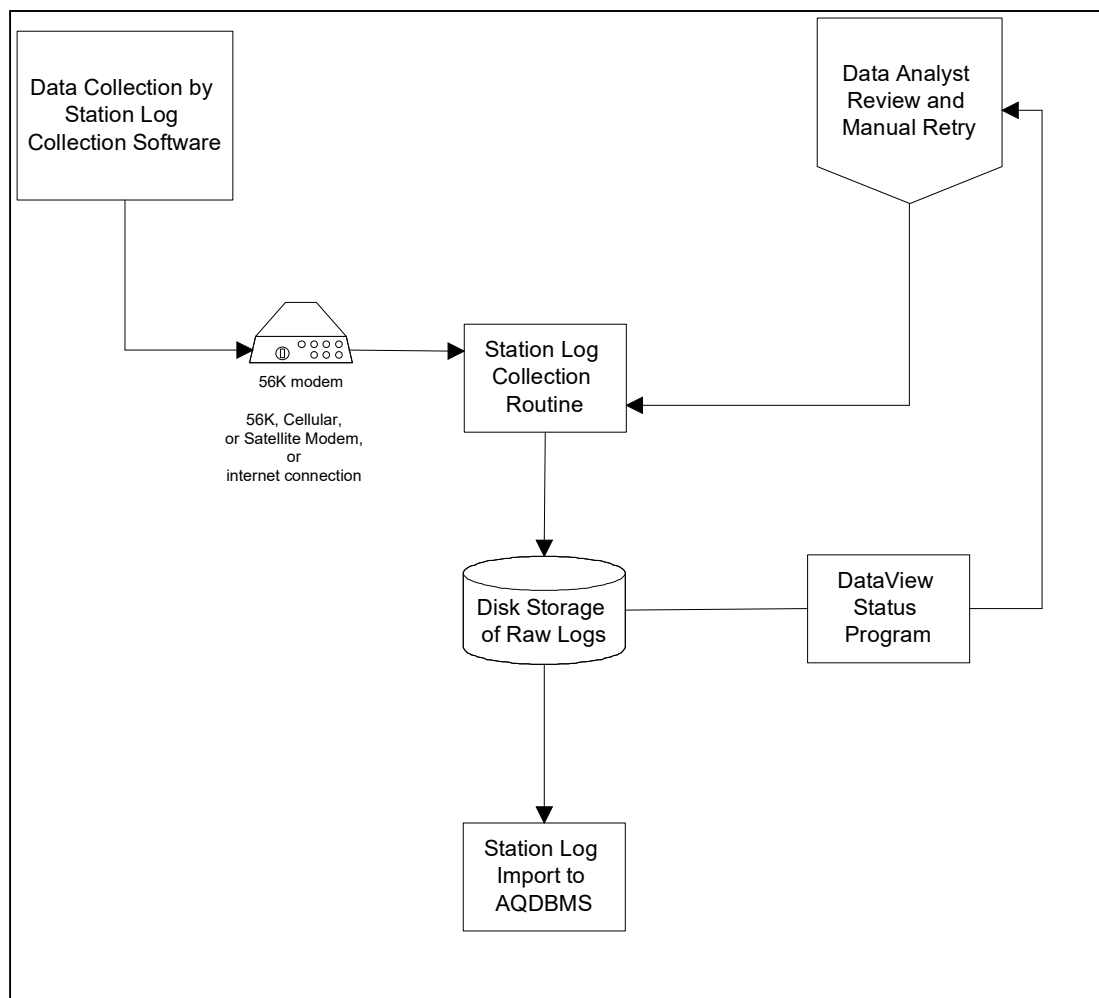 Data Collection by
Station Log
Collection Software
Data Analyst
Review and
Manual Retry
56K modem
56K, Cellular,
or Satellite Modem,
or
internet connection
Station Log
Collection
Routine
Disk Storage
of Raw Logs
DataView
Status
Program
Station Log
Import to
AQDBMS